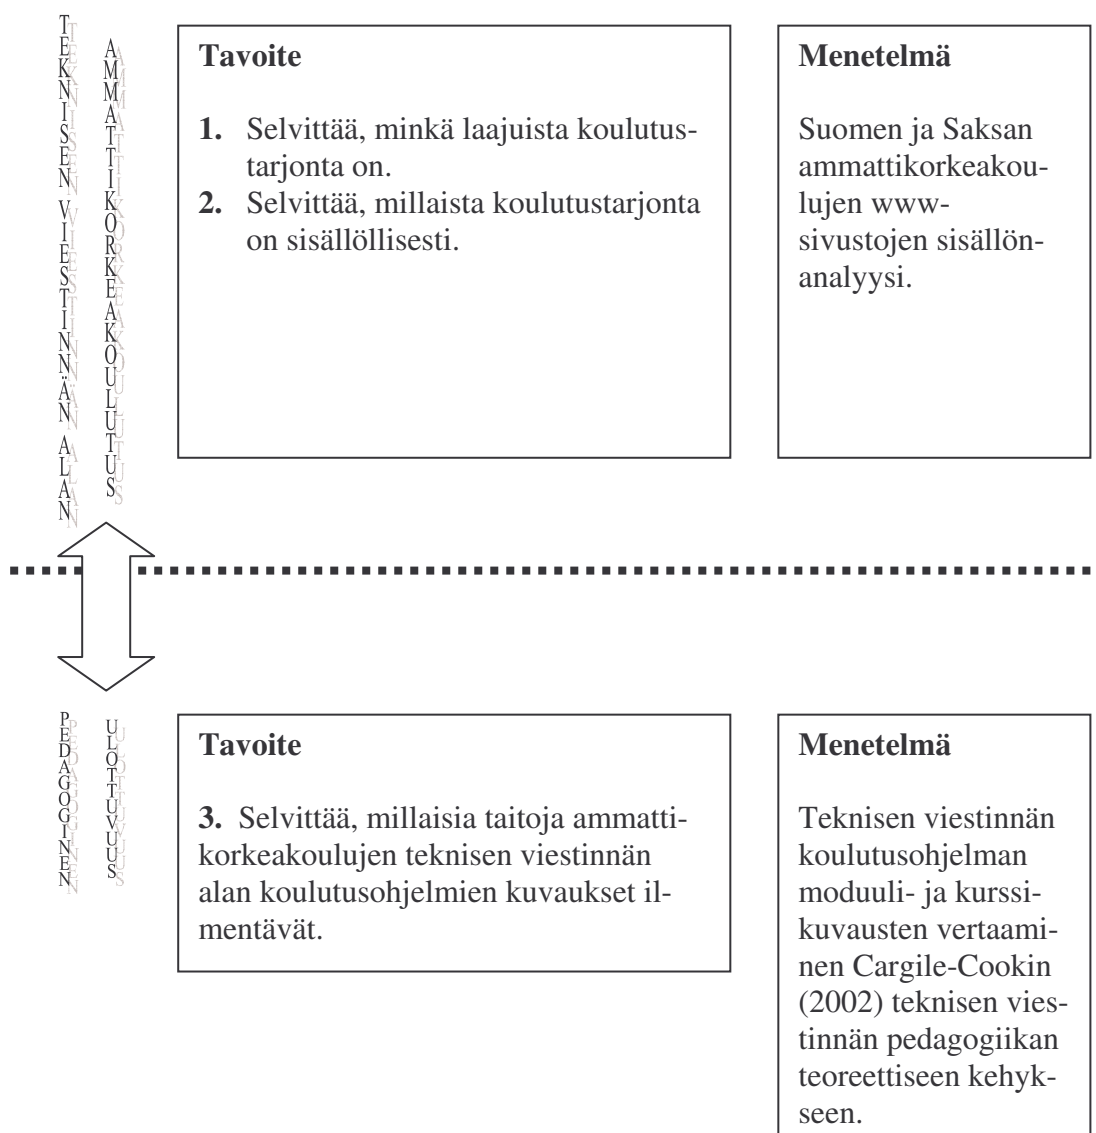 TEKNISEN VIESTINNÄN ALAN
AMMATTIKORKEAKOULUTUS
Tavoite
1. Selvittää, minkä laajuista koulutus-
tarjonta on.
2. Selvittää, millaista koulutustarjonta
on sisällöllisesti.
Menetelmä
Suomen ja Saksan
ammattikorkeakou-
lujen www-
sivustojen sisällön-
analyysi.
PEDAGOGINEN
ULOTTUVUUS
Tavoite
3. Selvittää, millaisia taitoja ammatti-
korkeakoulujen teknisen viestinnän
alan koulutusohjelmien kuvaukset il-
mentävät.
Menetelmä
Teknisen viestinnän
koulutusohjelman
moduuli- ja kurssi-
kuvausten vertaami-
nen Cargile-Cookin
(2002) teknisen vies-
tinnän pedagogiikan
teoreettiseen kehyk-
seen.